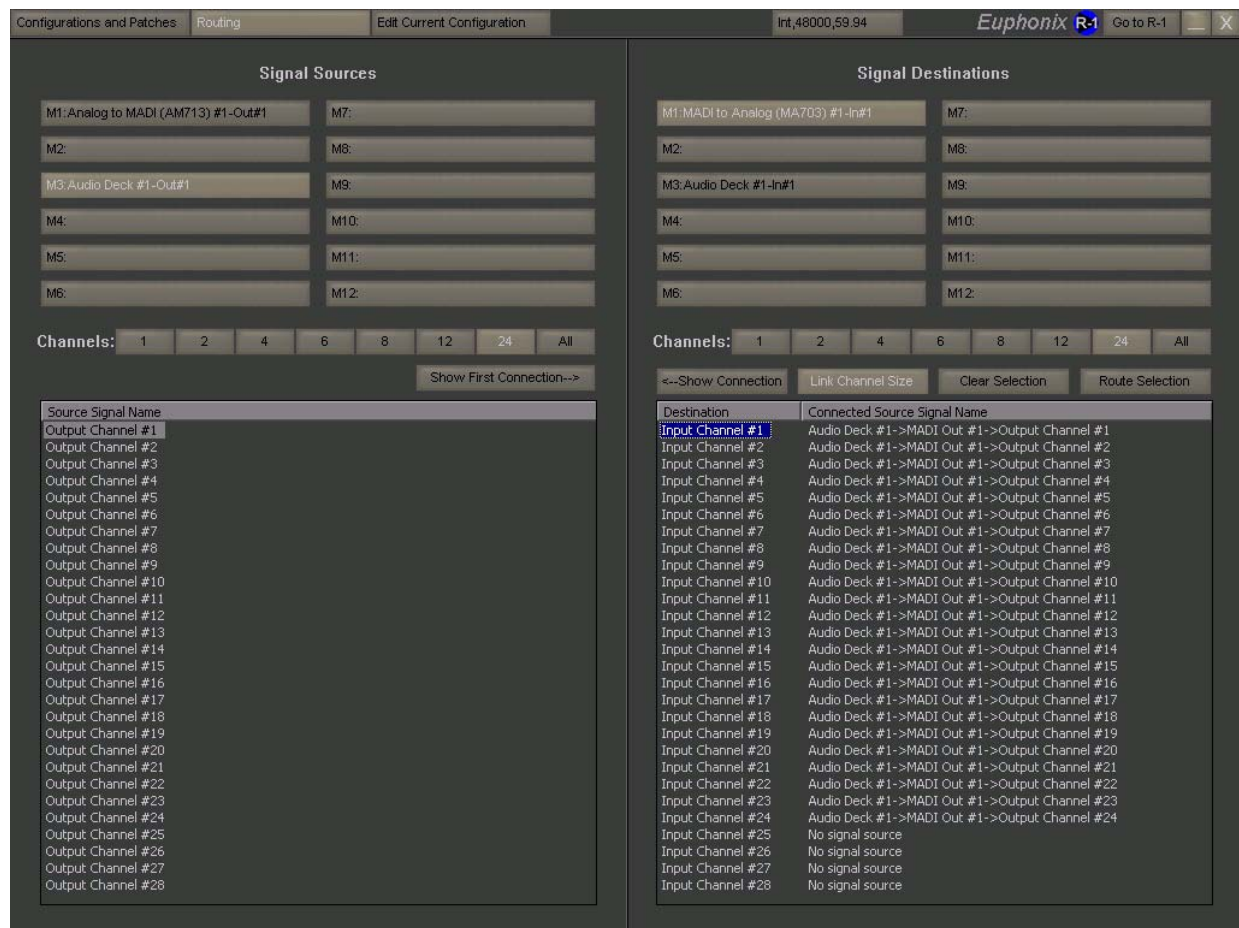 Configurations and Patches Routing Edit Current Configuration Int,48000,59.94 Euphonix R-1 Go to R-1 _ X
Signal Sources
M1:Analog to MADI (AM713) #1-Out#1 M7:
M2: M8:
M3:Audio Deck #1-Out#1 M9:
M4: M10:
M5: M11:
M6: M12:
Channels: 1 2 4 6 8 12 24 All
Show First Connection-->
Source Signal Name
Output Channel #1
Output Channel #2
Output Channel #3
Output Channel #4
Output Channel #5
Output Channel #6
Output Channel #7
Output Channel #8
Output Channel #9
Output Channel #10
Output Channel #11
Output Channel #12
Output Channel #13
Output Channel #14
Output Channel #15
Output Channel #16
Output Channel #17
Output Channel #18
Output Channel #19
Output Channel #20
Output Channel #21
Output Channel #22
Output Channel #23
Output Channel #24
Output Channel #25
Output Channel #26
Output Channel #27
Output Channel #28
Signal Destinations
M1:MADI to Analog (MA703) #1-In#1 M7:
M2: M8:
M3:Audio Deck #1-In#1 M9:
M4: M10:
M5: M11:
M6: M12:
Channels: 1 2 4 6 8 12 24 All
<--Show Connection Link Channel Size Clear Selection Route Selection
Destination Connected Source Signal Name
Input Channel #1 Audio Deck #1->MADI Out #1->Output Channel #1
Input Channel #2 Audio Deck #1->MADI Out #1->Output Channel #2
Input Channel #3 Audio Deck #1->MADI Out #1->Output Channel #3
Input Channel #4 Audio Deck #1->MADI Out #1->Output Channel #4
Input Channel #5 Audio Deck #1->MADI Out #1->Output Channel #5
Input Channel #6 Audio Deck #1->MADI Out #1->Output Channel #6
Input Channel #7 Audio Deck #1->MADI Out #1->Output Channel #7
Input Channel #8 Audio Deck #1->MADI Out #1->Output Channel #8
Input Channel #9 Audio Deck #1->MADI Out #1->Output Channel #9
Input Channel #10 Audio Deck #1->MADI Out #1->Output Channel #10
Input Channel #11 Audio Deck #1->MADI Out #1->Output Channel #11
Input Channel #12 Audio Deck #1->MADI Out #1->Output Channel #12
Input Channel #13 Audio Deck #1->MADI Out #1->Output Channel #13
Input Channel #14 Audio Deck #1->MADI Out #1->Output Channel #14
Input Channel #15 Audio Deck #1->MADI Out #1->Output Channel #15
Input Channel #16 Audio Deck #1->MADI Out #1->Output Channel #16
Input Channel #17 Audio Deck #1->MADI Out #1->Output Channel #17
Input Channel #18 Audio Deck #1->MADI Out #1->Output Channel #18
Input Channel #19 Audio Deck #1->MADI Out #1->Output Channel #19
Input Channel #20 Audio Deck #1->MADI Out #1->Output Channel #20
Input Channel #21 Audio Deck #1->MADI Out #1->Output Channel #21
Input Channel #22 Audio Deck #1->MADI Out #1->Output Channel #22
Input Channel #23 Audio Deck #1->MADI Out #1->Output Channel #23
Input Channel #24 Audio Deck #1->MADI Out #1->Output Channel #24
Input Channel #25 No signal source
Input Channel #26 No signal source
Input Channel #27 No signal source
Input Channel #28 No signal source